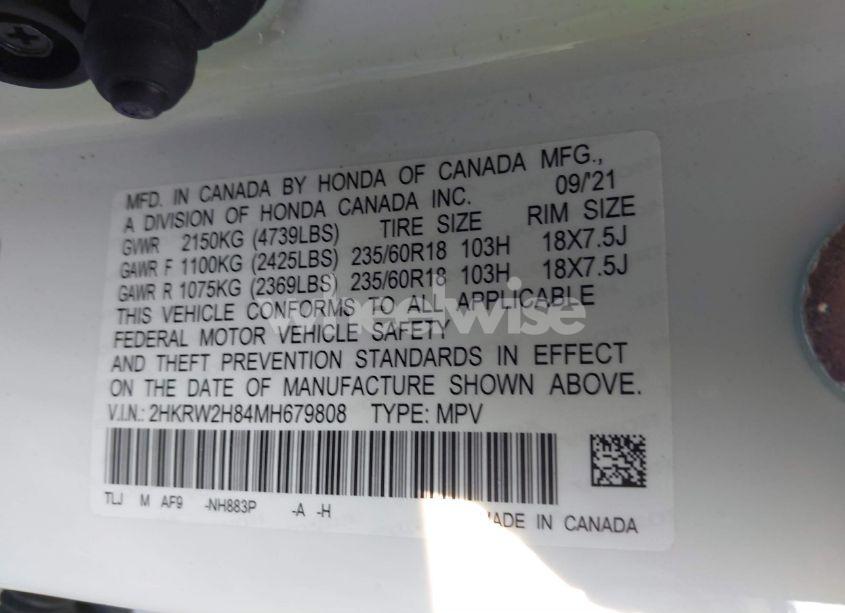 MFD. IN CANADA BY HONDA OF CANADA MFG.,
A DIVISION OF HONDA CANADA INC. 09/'21
GVWR 2150KG (4739LBS) TIRE SIZE RIM SIZE
GAWR F 1100KG (2425LBS) 235/60R18 103H 18X7.5J
GAWR R 1075KG (2369LBS) 235/60R18 103H 18X7.5J
THIS VEHICLE CONFORMS TO ALL APPLICABLE
FEDERAL MOTOR VEHICLE SAFETY
AND THEFT PREVENTION STANDARDS IN EFFECT
ON THE DATE OF MANUFACTURE SHOWN ABOVE.
V.I.N.: 2HKRW2H84MH679808 TYPE: MPV
TLJ M AF9 -NH883P -A -H
MADE IN CANADA
wheelwise